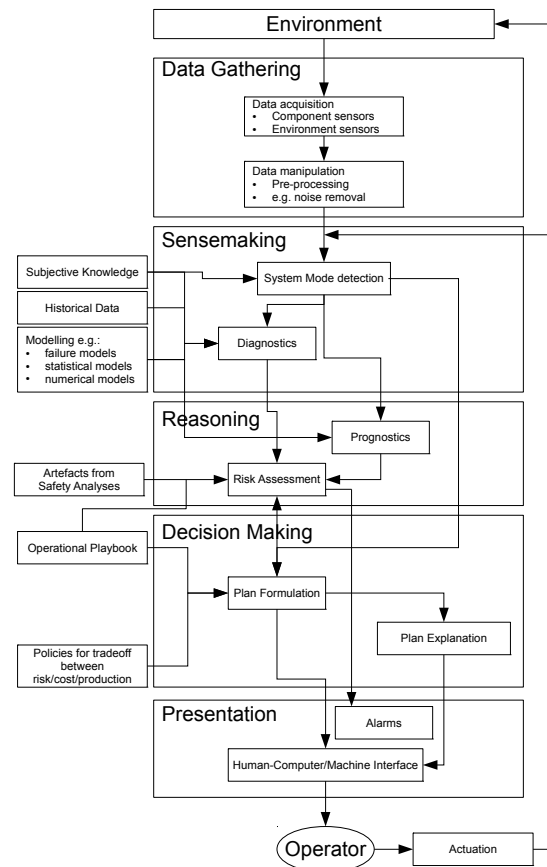 Environment
Data Gathering
Data acquisition
• Component sensors
• Environment sensors
Data manipulation
• Pre-processing
• e.g. noise removal
Sensemaking
Subjective Knowledge
System Mode detection
Historical Data
Modelling e.g.:
• failure models
• statistical models
• numerical models
Diagnostics
Reasoning
Prognostics
Artefacts from
Safety Analyses
Risk Assessment
Decision Making
Operational Playbook
Plan Formulation
Plan Explanation
Policies for tradeoff
between
risk/cost/production
Presentation
Alarms
Human-Computer/Machine Interface
Operator
Actuation